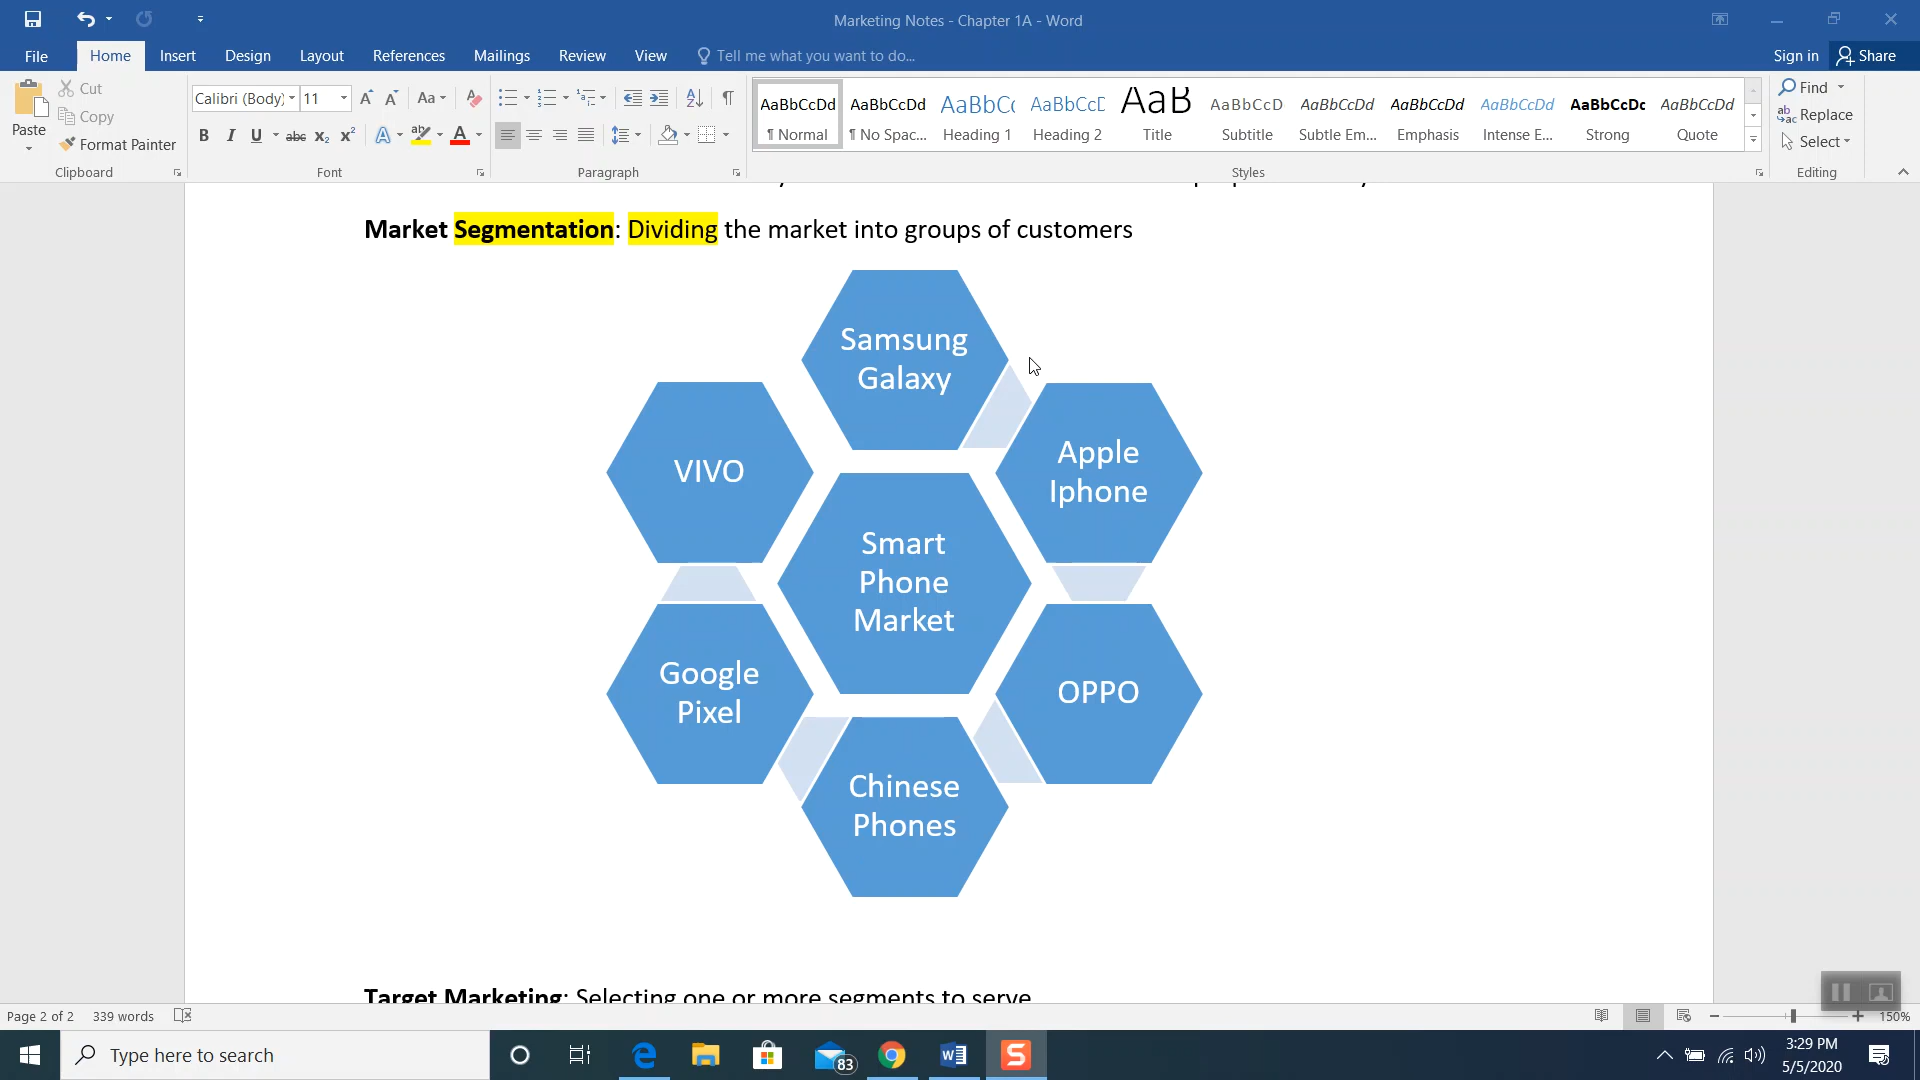 Marketing Notes - Chapter 1A - Word
File Home Insert Design Layout References Mailings Review View Tell me what you want to do... Sign in Share
Paste
Cut
Copy
Format Painter
Clipboard
Calibri (Body) 11
Font
Paragraph
AaBbCcDd AaBbCcDd AaBbCc AaBbCcD AaB AaBbCcD AaBbCcDd AaBbCcDd AaBbCcDd AaBbCcDc AaBbCcDd
¶ Normal ¶ No Spac... Heading 1 Heading 2 Title Subtitle Subtle Em... Emphasis Intense E... Strong Quote
Styles
Find
Replace
Select
Editing
Market Segmentation: Dividing the market into groups of customers
Samsung
Galaxy
Apple
Iphone
VIVO
Smart
Phone
Market
Google
Pixel
OPPO
Chinese
Phones
Target Marketing: Selecting one or more segments to serve
Page 2 of 2 339 words 150%
Type here to search
83
3:29 PM
5/5/2020